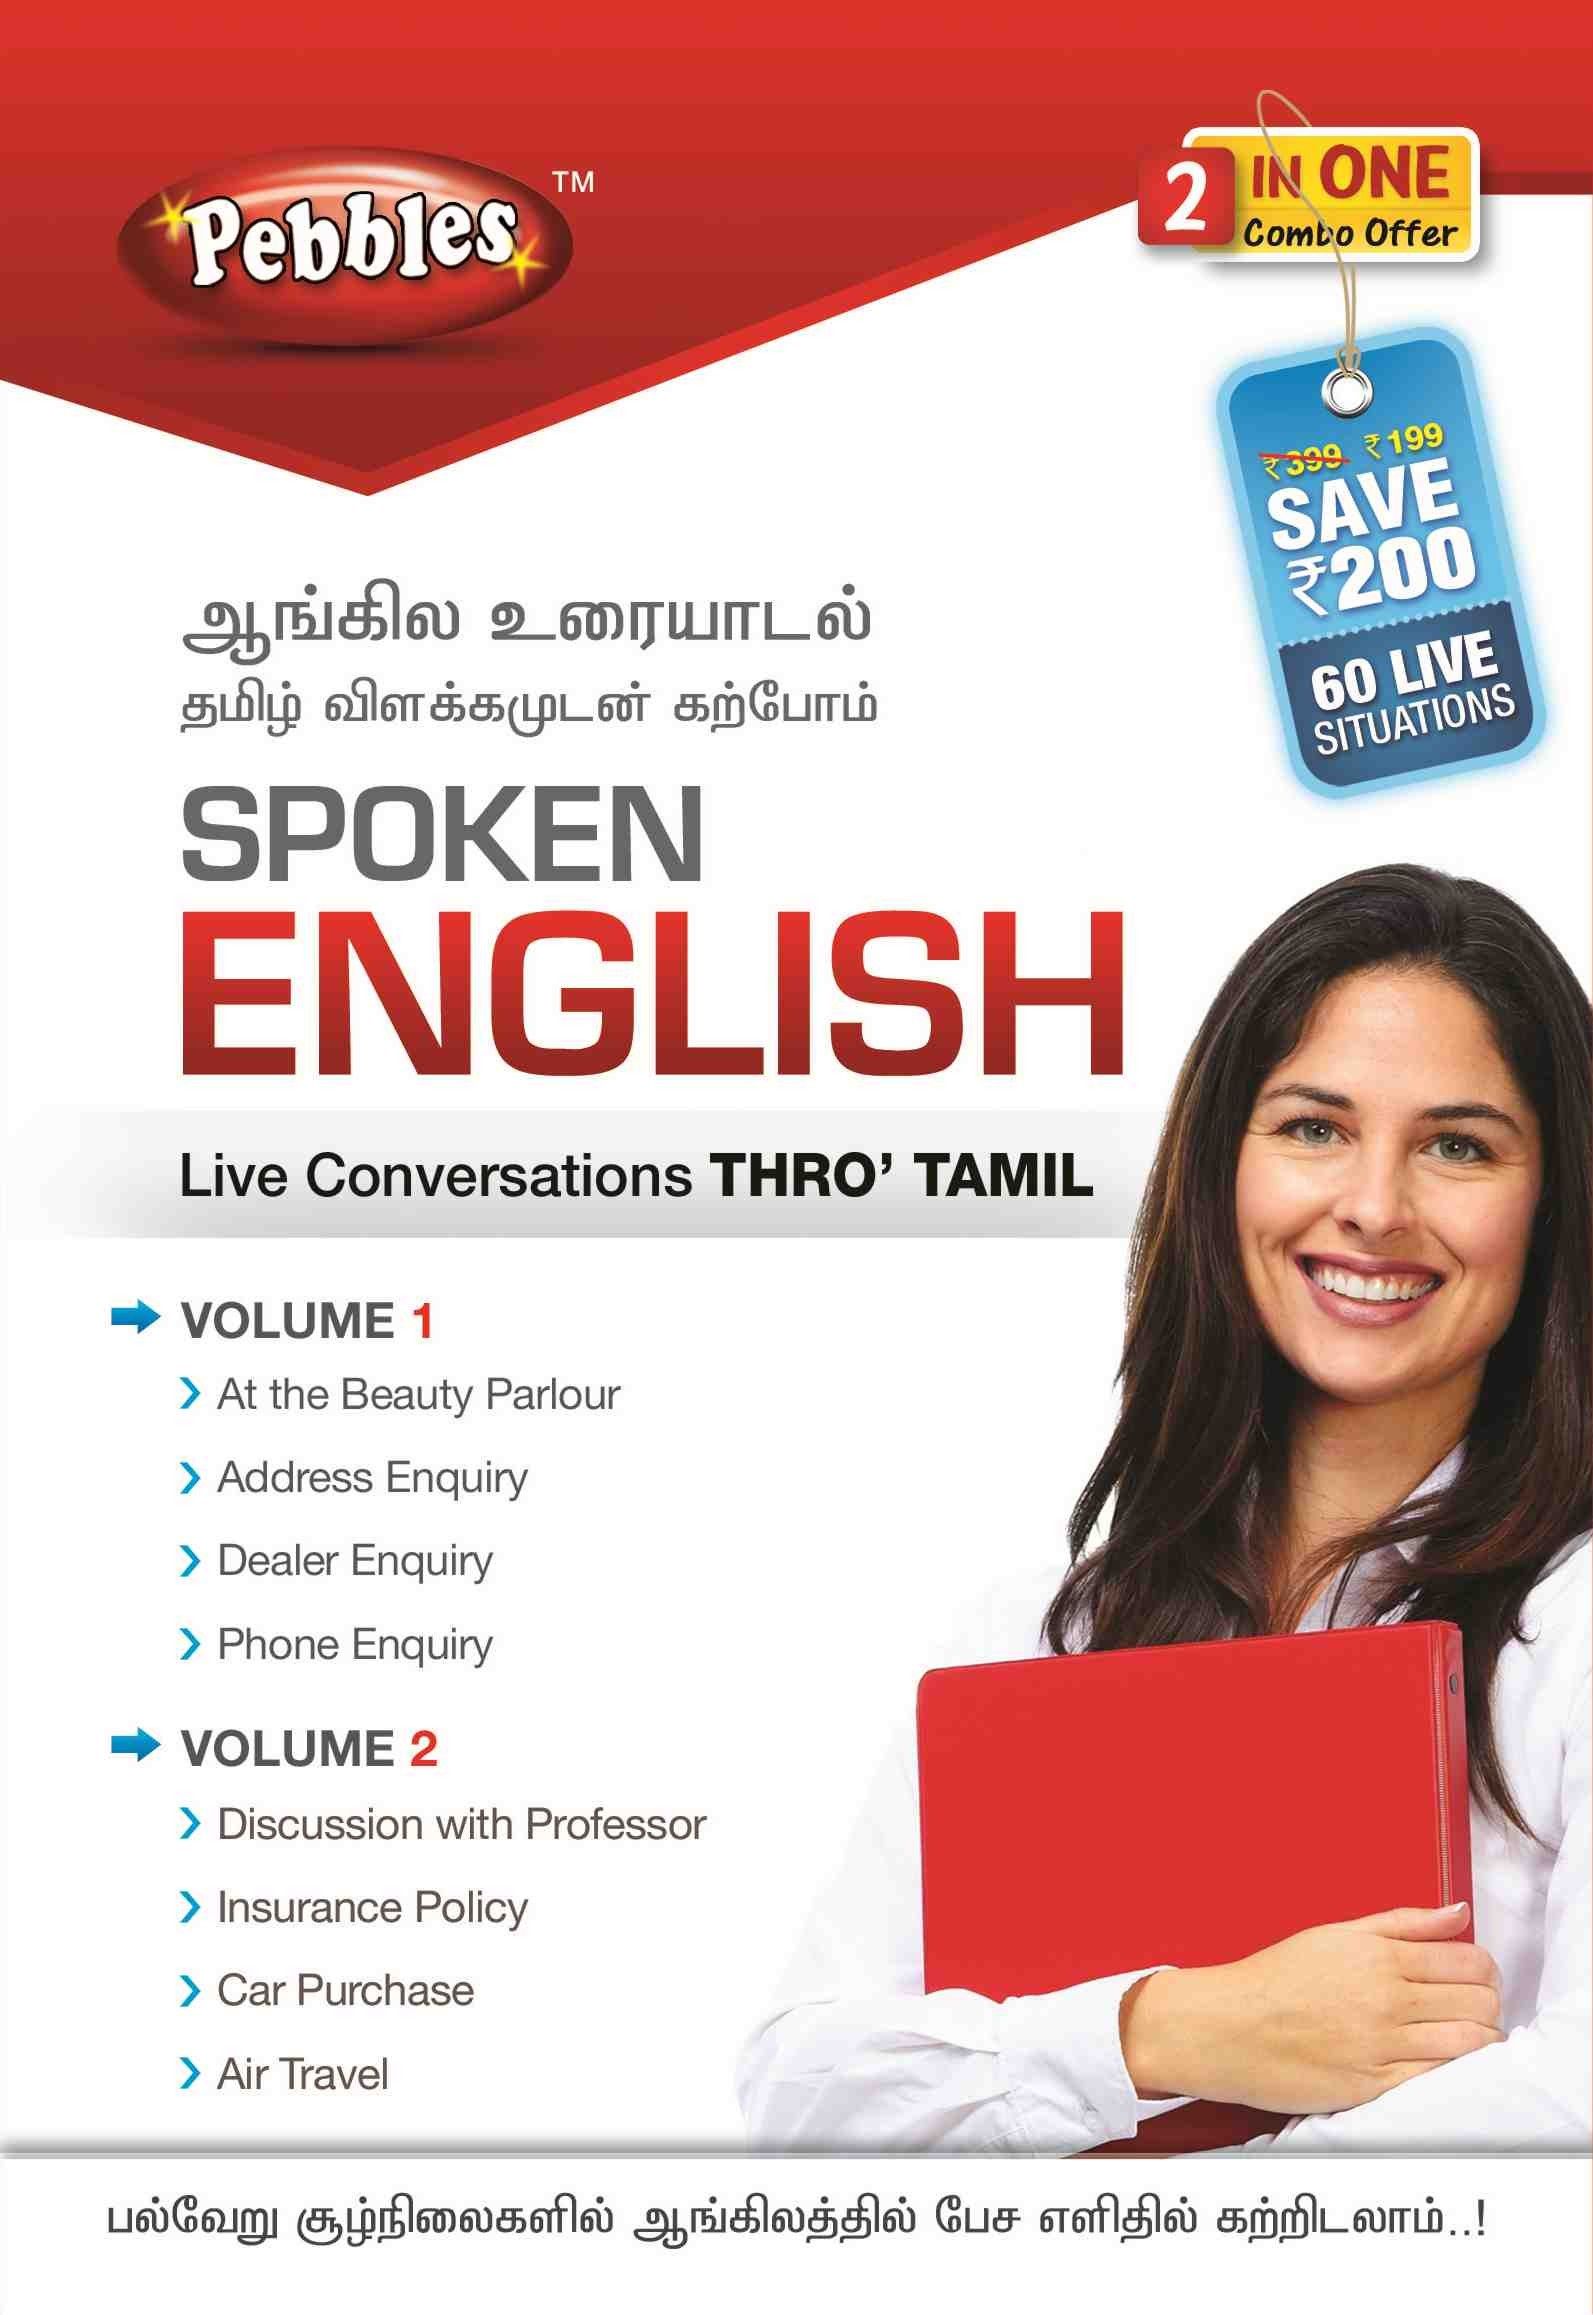 Pebbles TM
2 IN ONE
Combo Offer
₹399 ₹199
SAVE
₹200
60 LIVE
SITUATIONS
ஆங்கில உரையாடல்
தமிழ் விளக்கமுடன் கற்போம்
SPOKEN
ENGLISH
Live Conversations THRO’ TAMIL
VOLUME 1
At the Beauty Parlour
Address Enquiry
Dealer Enquiry
Phone Enquiry
VOLUME 2
Discussion with Professor
Insurance Policy
Car Purchase
Air Travel
பல்வேறு சூழ்நிலைகளில் ஆங்கிலத்தில் பேச எளிதில் கற்றிடலாம்..!